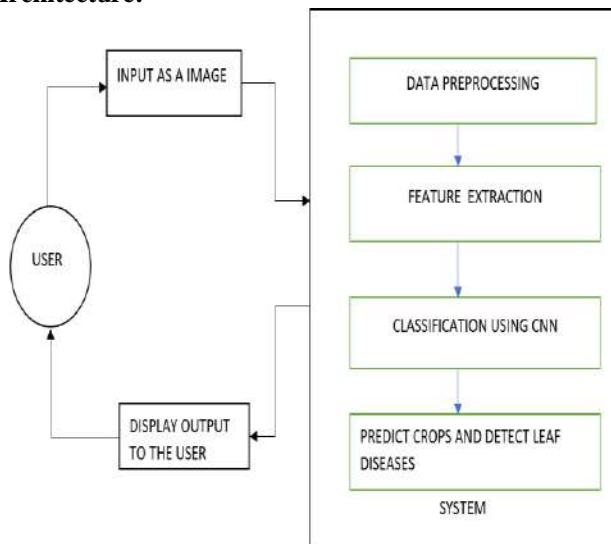 Architecture:
INPUT AS A IMAGE
DATA PREPROCESSING
FEATURE EXTRACTION
USER
CLASSIFICATION USING CNN
DISPLAY OUTPUT
TO THE USER
PREDICT CROPS AND DETECT LEAF
DISEASES
SYSTEM